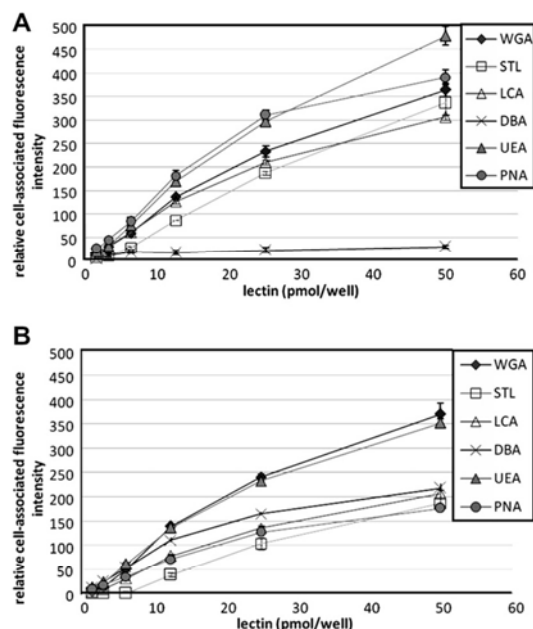 A
relative cell-associated fluorescence
intensity
500
450
400
350
300
250
200
150
100
50
0
0 10 20 30 40 50 60
lectin (pmol/well)
WGA
STL
LCA
DBA
UEA
PNA
B
relative cell-associated fluorescence
intensity
500
450
400
350
300
250
200
150
100
50
0
0 10 20 30 40 50 60
lectin (pmol/well)
WGA
STL
LCA
DBA
UEA
PNA